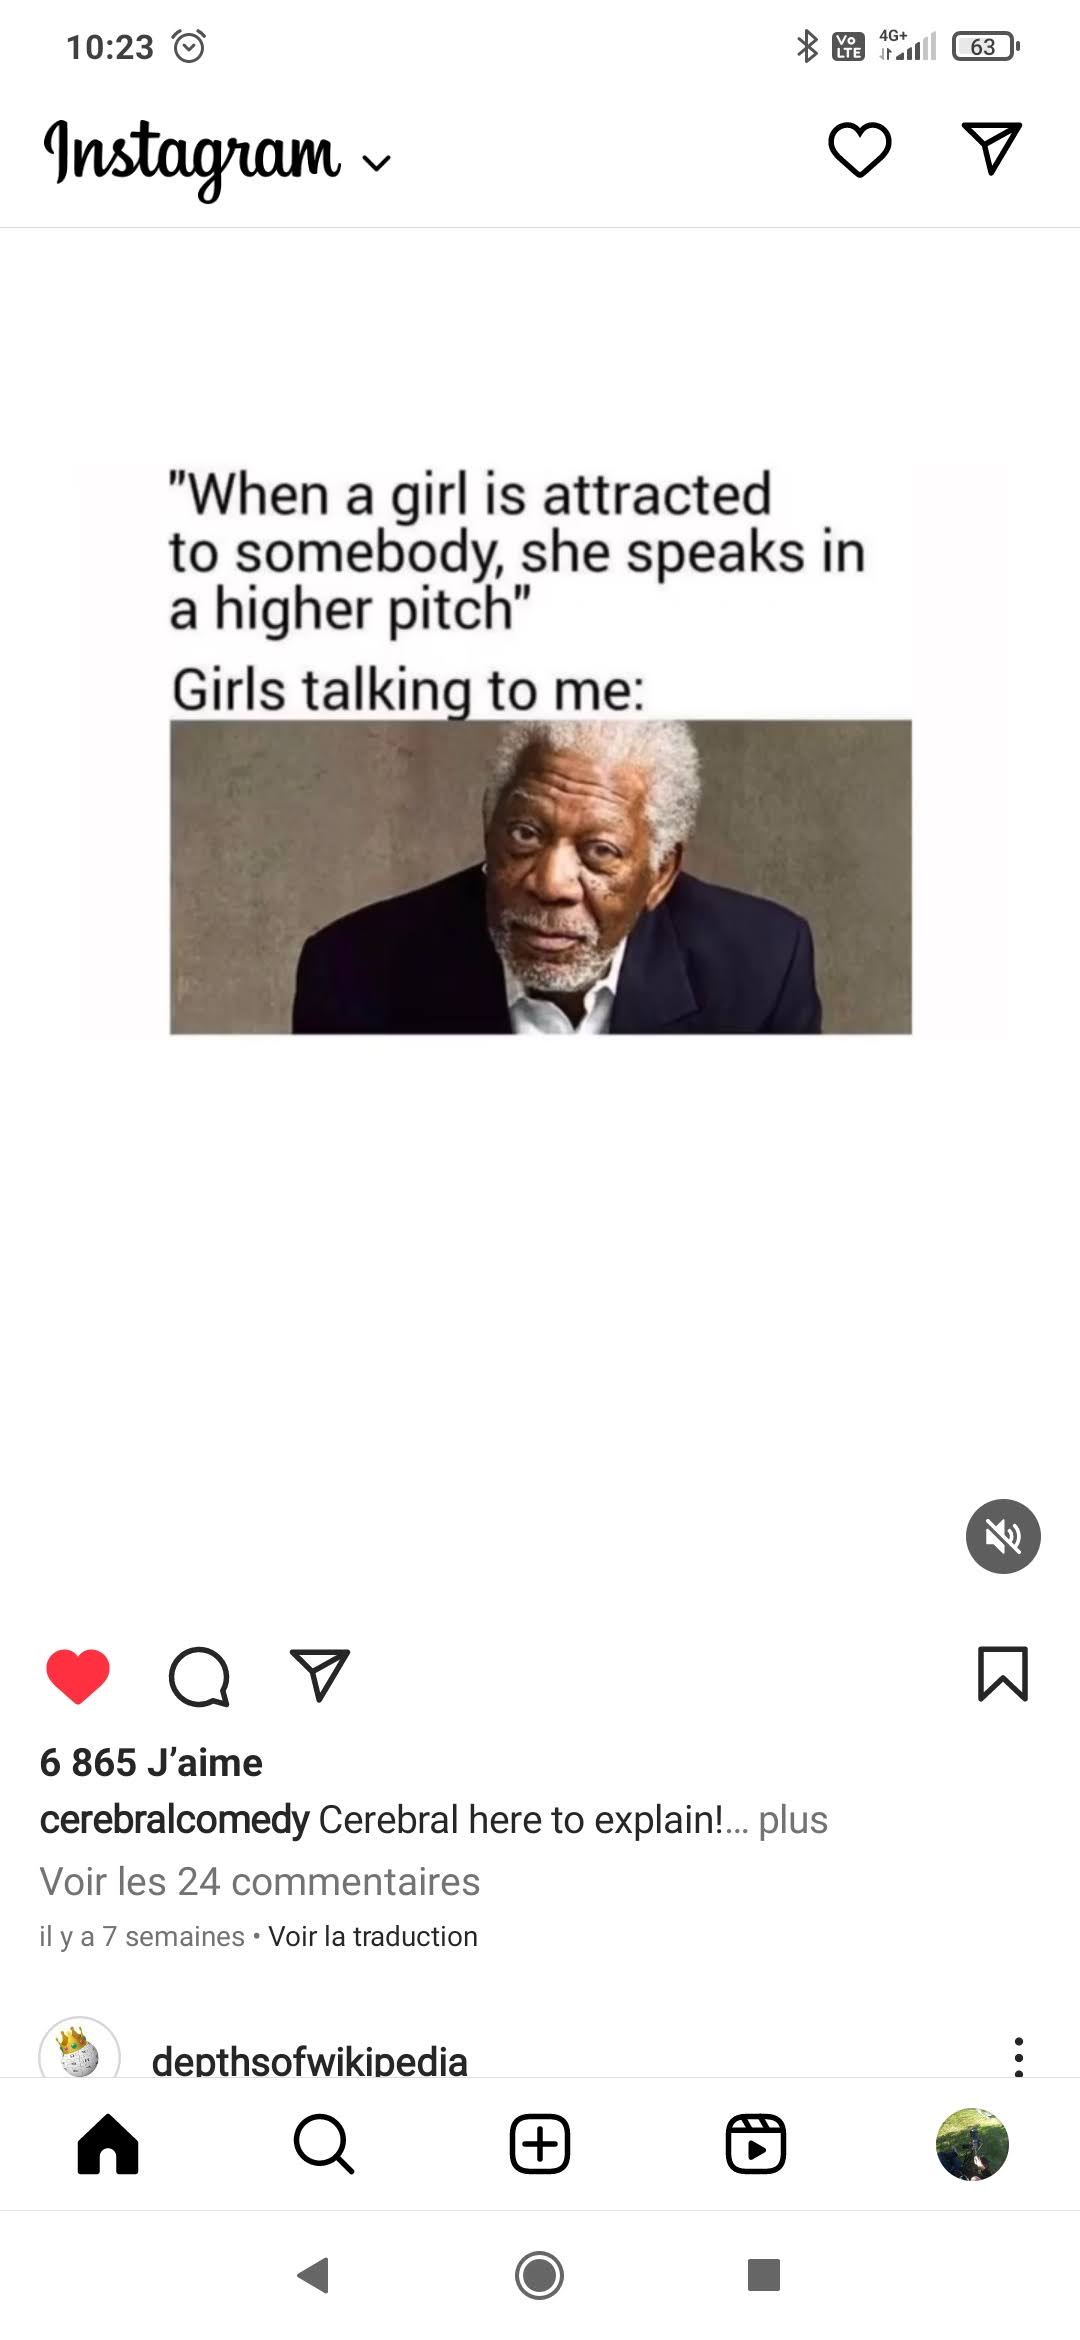 10:23
Vo LTE 4G+ 63
Instagram
"When a girl is attracted
to somebody, she speaks in
a higher pitch"
Girls talking to me:
6 865 J’aime
cerebralcomedy Cerebral here to explain!... plus
Voir les 24 commentaires
il y a 7 semaines • Voir la traduction
depthsofwikipedia